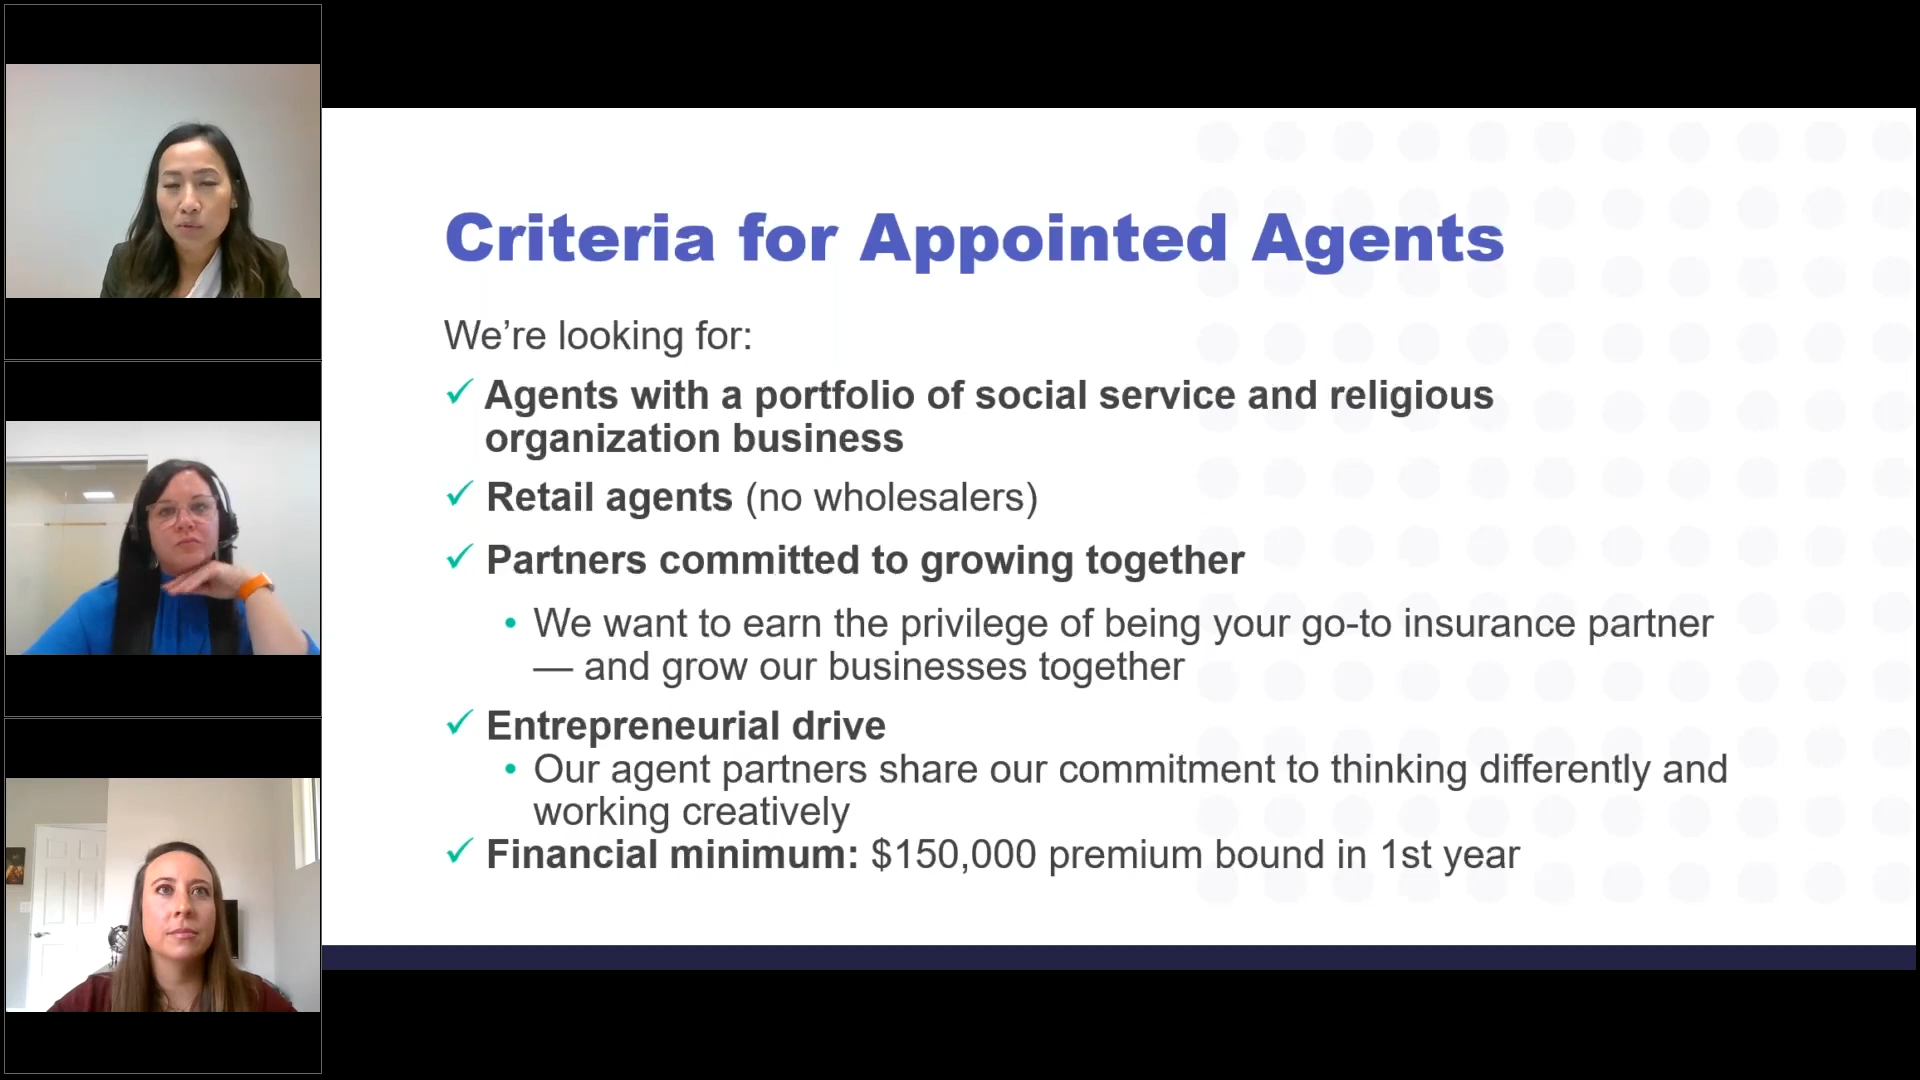 Criteria for Appointed Agents
We’re looking for:
✓ Agents with a portfolio of social service and religious
organization business
✓ Retail agents (no wholesalers)
✓ Partners committed to growing together
• We want to earn the privilege of being your go-to insurance partner
— and grow our businesses together
✓ Entrepreneurial drive
• Our agent partners share our commitment to thinking differently and
working creatively
✓ Financial minimum: $150,000 premium bound in 1st year